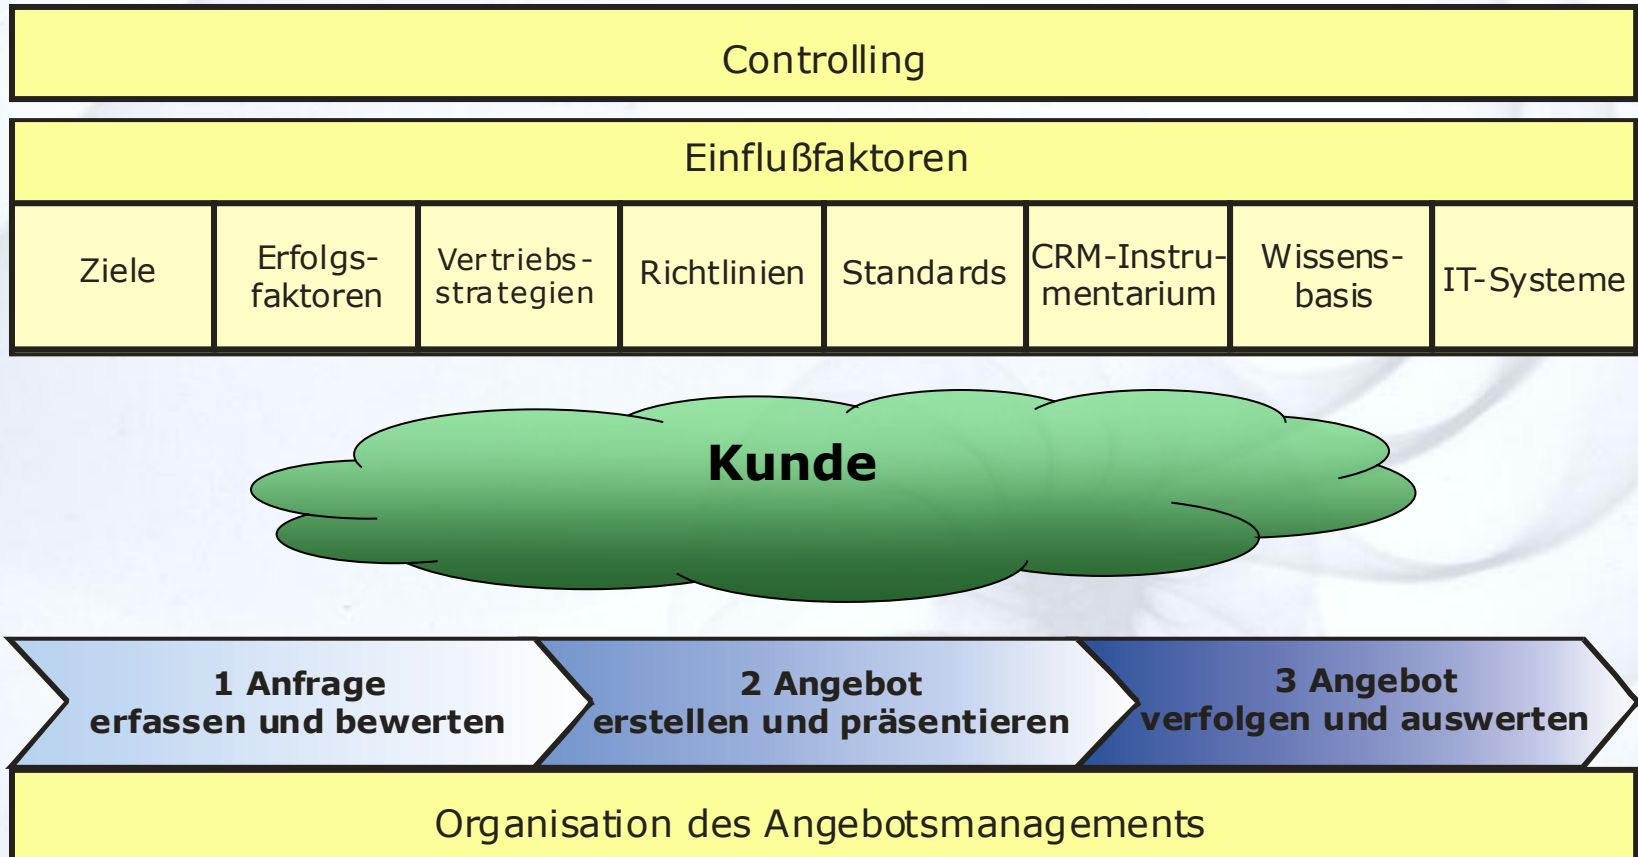 Controlling
Einflußfaktoren
Ziele
Erfolgs-
faktoren
Vertriebs-
strategien
Richtlinien
Standards
CRM-Instru-
mentarium
Wissens-
basis
IT-Systeme
Kunde
1 Anfrage
erfassen und bewerten
2 Angebot
erstellen und präsentieren
3 Angebot
verfolgen und auswerten
Organisation des Angebotsmanagements